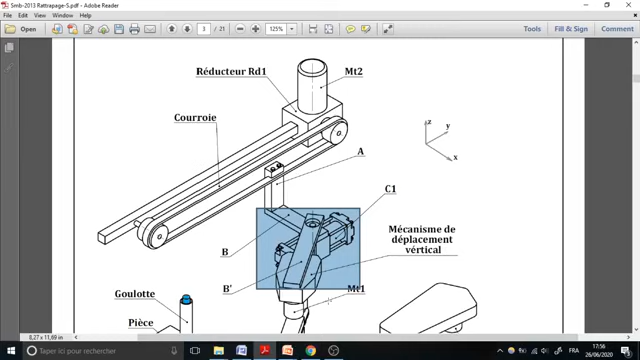 Smb-2013 Rattrapage-S.pdf - Adobe Reader
File Edit View Window Help
Open 3 / 21 125% Tools Fill & Sign Comment
Réducteur Rd1
Mt2
Courroie
z
y
x
A
C1
Mécanisme de
déplacement
vértical
B
B'
Mt1
Goulotte
Pièce
8,27 x 11,69 in
Taper ici pour rechercher
FRA
17:56
26/06/2020